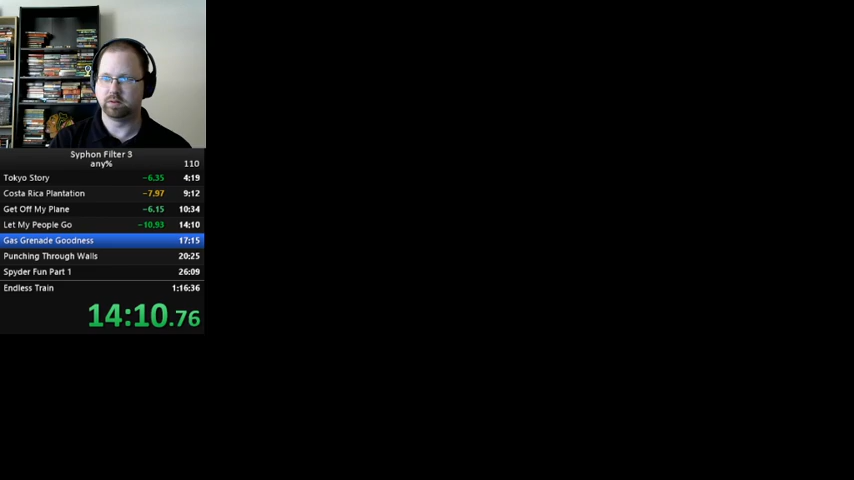 Syphon Filter 3
any% 110
Tokyo Story −6.35 4:19
Costa Rica Plantation −7.97 9:12
Get Off My Plane −6.15 10:34
Let My People Go −10.93 14:10
Gas Grenade Goodness 17:15
Punching Through Walls 20:25
Spyder Fun Part 1 26:09
Endless Train 1:16:36
14:10.76